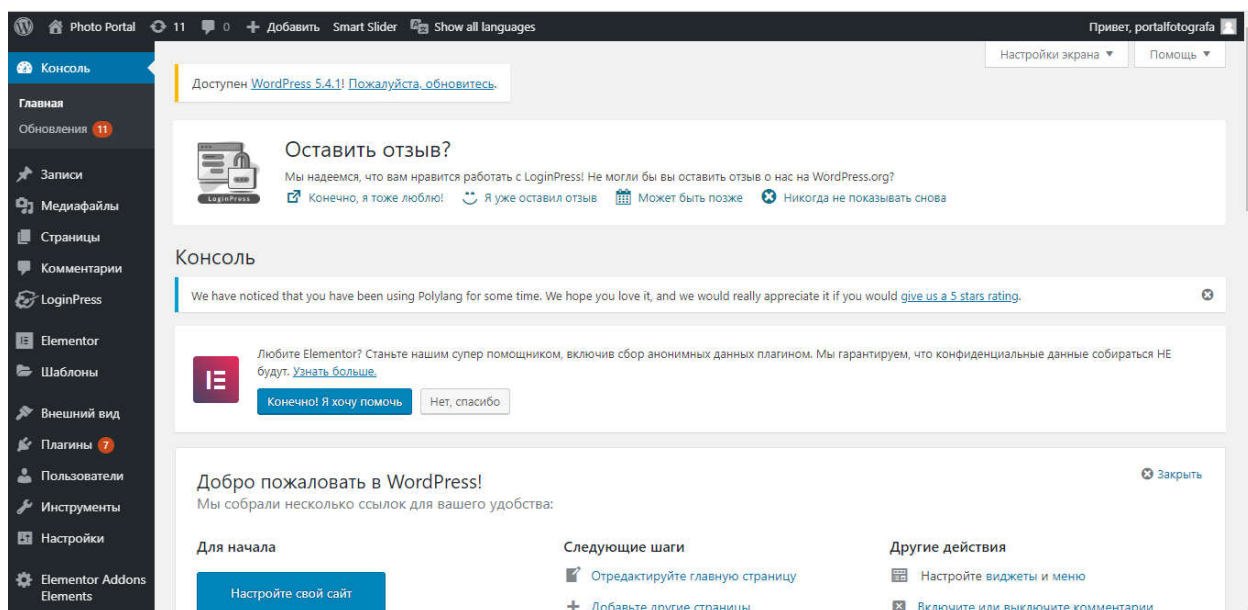 Photo Portal 11 0 Добавить Smart Slider Show all languages Привет, portalfotografa
Настройки экрана Помощь
Консоль
Главная
Обновления 11
Записи
Медиафайлы
Страницы
Комментарии
LoginPress
Elementor
Шаблоны
Внешний вид
Плагины 7
Пользователи
Инструменты
Настройки
Elementor Addons
Elements
Доступен WordPress 5.4.1! Пожалуйста, обновитесь.
LoginPress
Оставить отзыв?
Мы надеемся, что вам нравится работать с LoginPress! Не могли бы вы оставить отзыв о нас на WordPress.org?
Конечно, я тоже люблю! Я уже оставил отзыв Может быть позже Никогда не показывать снова
Консоль
We have noticed that you have been using Polylang for some time. We hope you love it, and we would really appreciate it if you would give us a 5 stars rating.
Любите Elementor? Станьте нашим супер помощником, включив сбор анонимных данных плагином. Мы гарантируем, что конфиденциальные данные собираться НЕ
будут. Узнать больше.
Конечно! Я хочу помочь Нет, спасибо
Добро пожаловать в WordPress!
Закрыть
Мы собрали несколько ссылок для вашего удобства:
Для начала
Настройте свой сайт
Следующие шаги
Отредактируйте главную страницу
Добавьте другие страницы
Другие действия
Настройте виджеты и меню
Включите или выключите комментарии